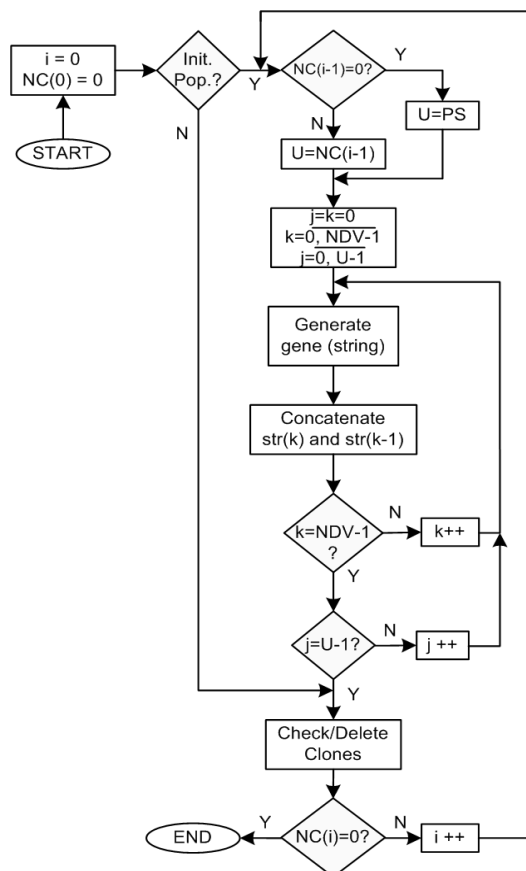 i = 0
NC(0) = 0
START
Init.
Pop.?
Y
N
NC(i-1)=0?
Y
N
U=PS
U=NC(i-1)
j=k=0
k=0, NDV-1
j=0, U-1
Generate
gene (string)
Concatenate
str(k) and str(k-1)
k=NDV-1
?
N
k++
Y
j=U-1?
N
j ++
Y
Check/Delete
Clones
NC(i)=0?
Y
END
N
i ++